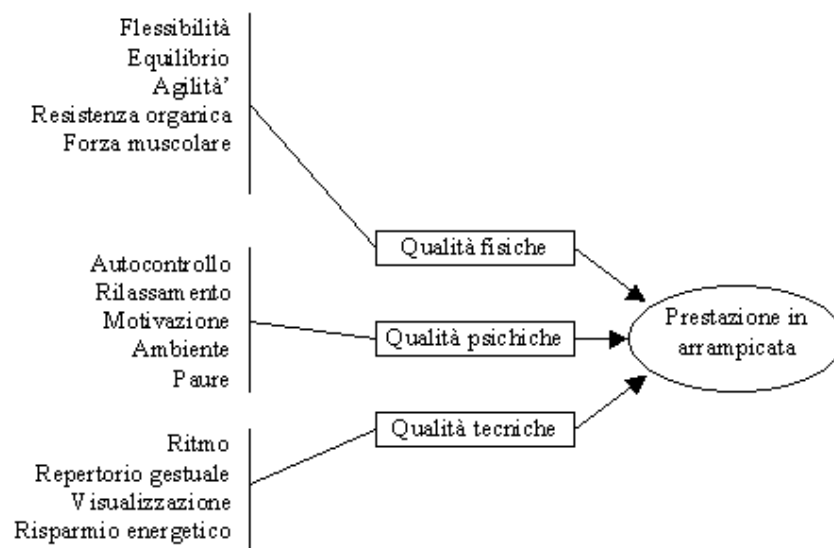 Flessibilità
Equilibrio
Agilità'
Resistenza organica
Forza muscolare
Qualità fisiche
Autocontrollo
Rilassamento
Motivazione
Ambiente
Paure
Qualità psichiche
Prestazione in
arrampicata
Ritmo
Repertorio gestuale
Visualizzazione
Risparmio energetico
Qualità tecniche